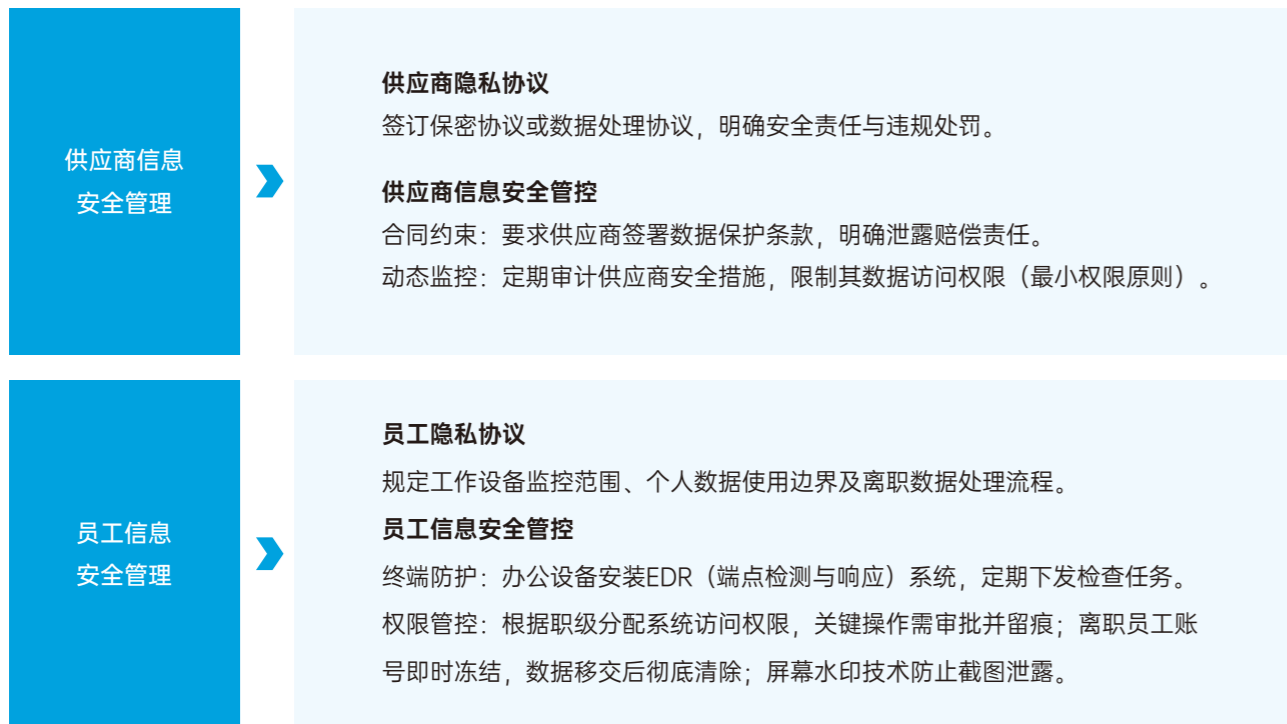 供应商信息
安全管理
供应商隐私协议
签订保密协议或数据处理协议，明确安全责任与违规处罚。
供应商信息安全管控
合同约束：要求供应商签署数据保护条款，明确泄露赔偿责任。
动态监控：定期审计供应商安全措施，限制其数据访问权限（最小权限原则）。
员工信息
安全管理
员工隐私协议
规定工作设备监控范围、个人数据使用边界及离职数据处理流程。
员工信息安全管控
终端防护：办公设备安装EDR（端点检测与响应）系统，定期下发检查任务。
权限管控：根据职级分配系统访问权限，关键操作需审批并留痕；离职员工账
号即时冻结，数据移交后彻底清除；屏幕水印技术防止截图泄露。